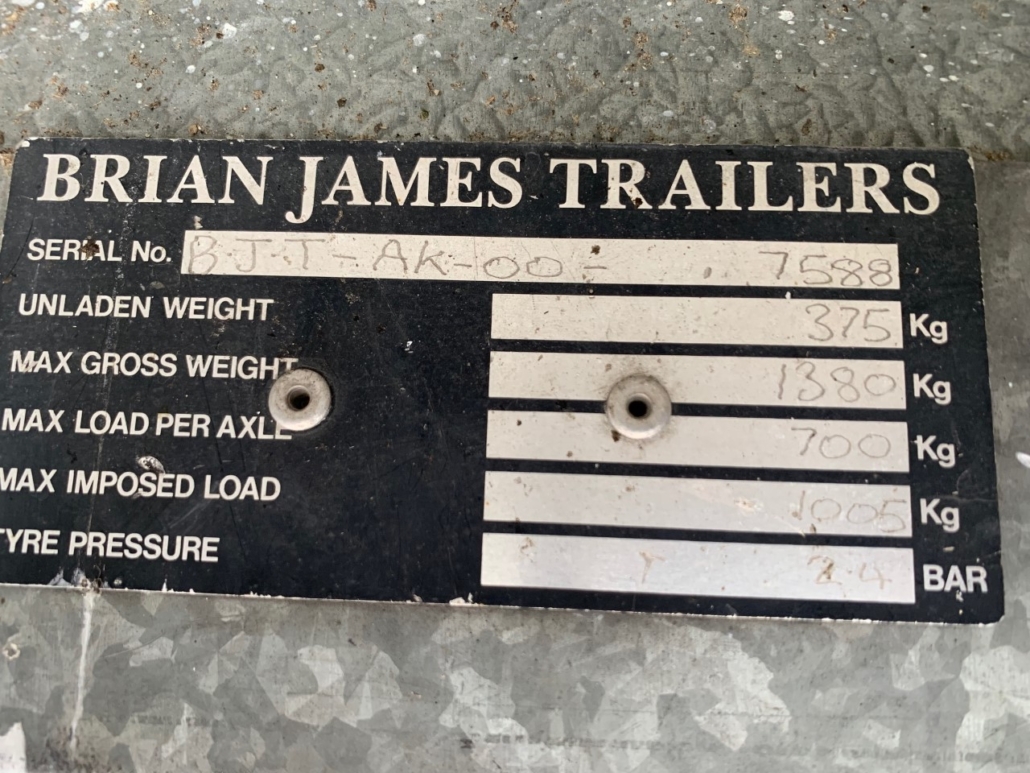 BRIAN JAMES TRAILERS
SERIAL No. BJT-AK-00- 7588
UNLADEN WEIGHT 375 Kg
MAX GROSS WEIGHT 1380 Kg
MAX LOAD PER AXLE 700 Kg
MAX IMPOSED LOAD 1005 Kg
TYRE PRESSURE 2.4 BAR